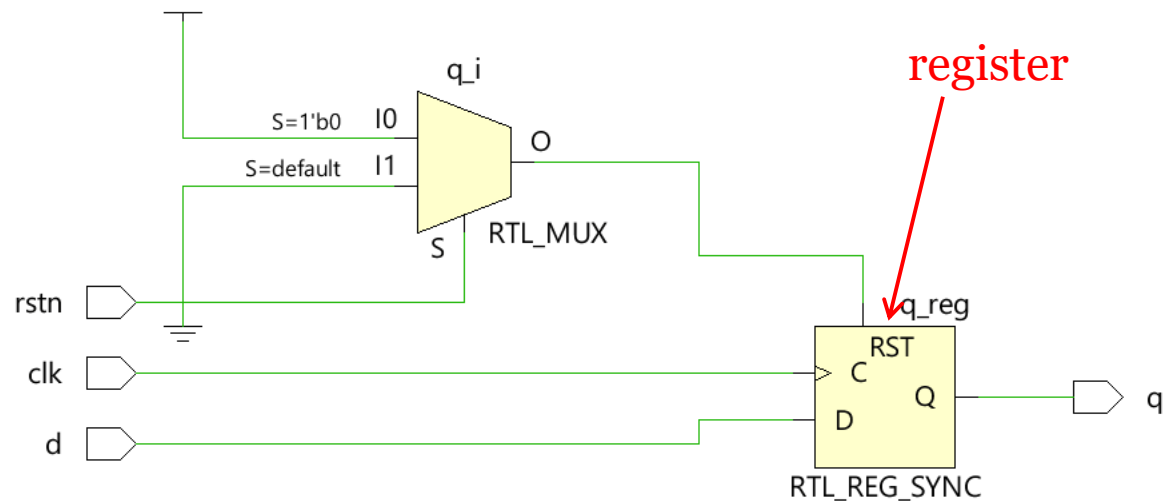 register
q_i
S=1'b0
I0
O
S=default
I1
S
RTL_MUX
rstn
q_reg
RST
clk
C
Q
q
d
D
RTL_REG_SYNC